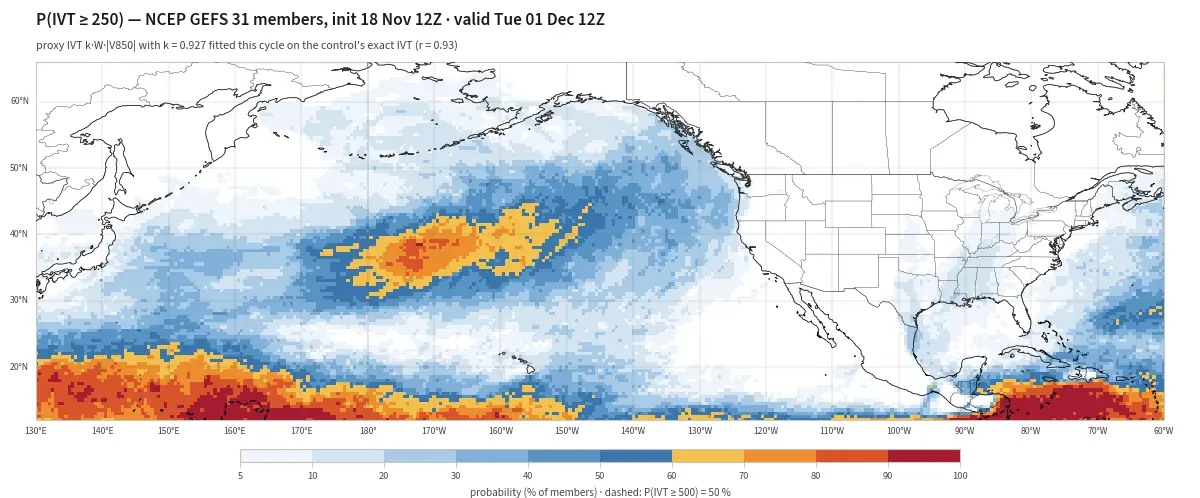 P(IVT ≥ 250) — NCEP GEFS 31 members, init 18 Nov 12Z · valid Tue 01 Dec 12Z
proxy IVT k·W·|V850| with k = 0.927 fitted this cycle on the control's exact IVT (r = 0.93)
60°N
50°N
40°N
30°N
20°N
130°E 140°E 150°E 160°E 170°E 180° 170°W 160°W 150°W 140°W 130°W 120°W 110°W 100°W 90°W 80°W 70°W 60°W
5 10 20 30 40 50 60 70 80 90 100
probability (% of members) · dashed: P(IVT ≥ 500) = 50 %